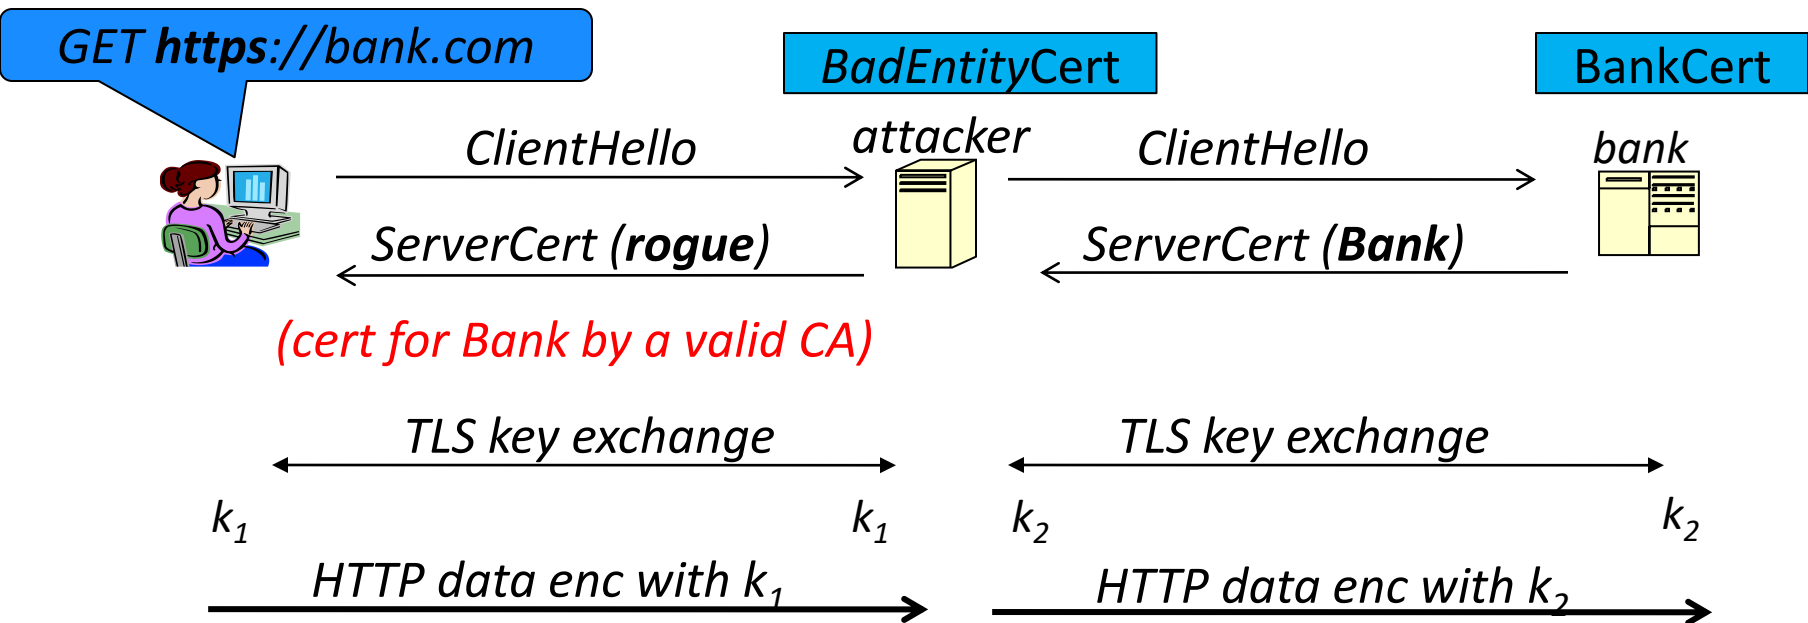 GET https://bank.com
BadEntityCert
BankCert
attacker
bank
ClientHello
ClientHello
ServerCert (rogue)
ServerCert (Bank)
(cert for Bank by a valid CA)
TLS key exchange
TLS key exchange
k1
k1
k2
k2
HTTP data enc with k1
HTTP data enc with k2